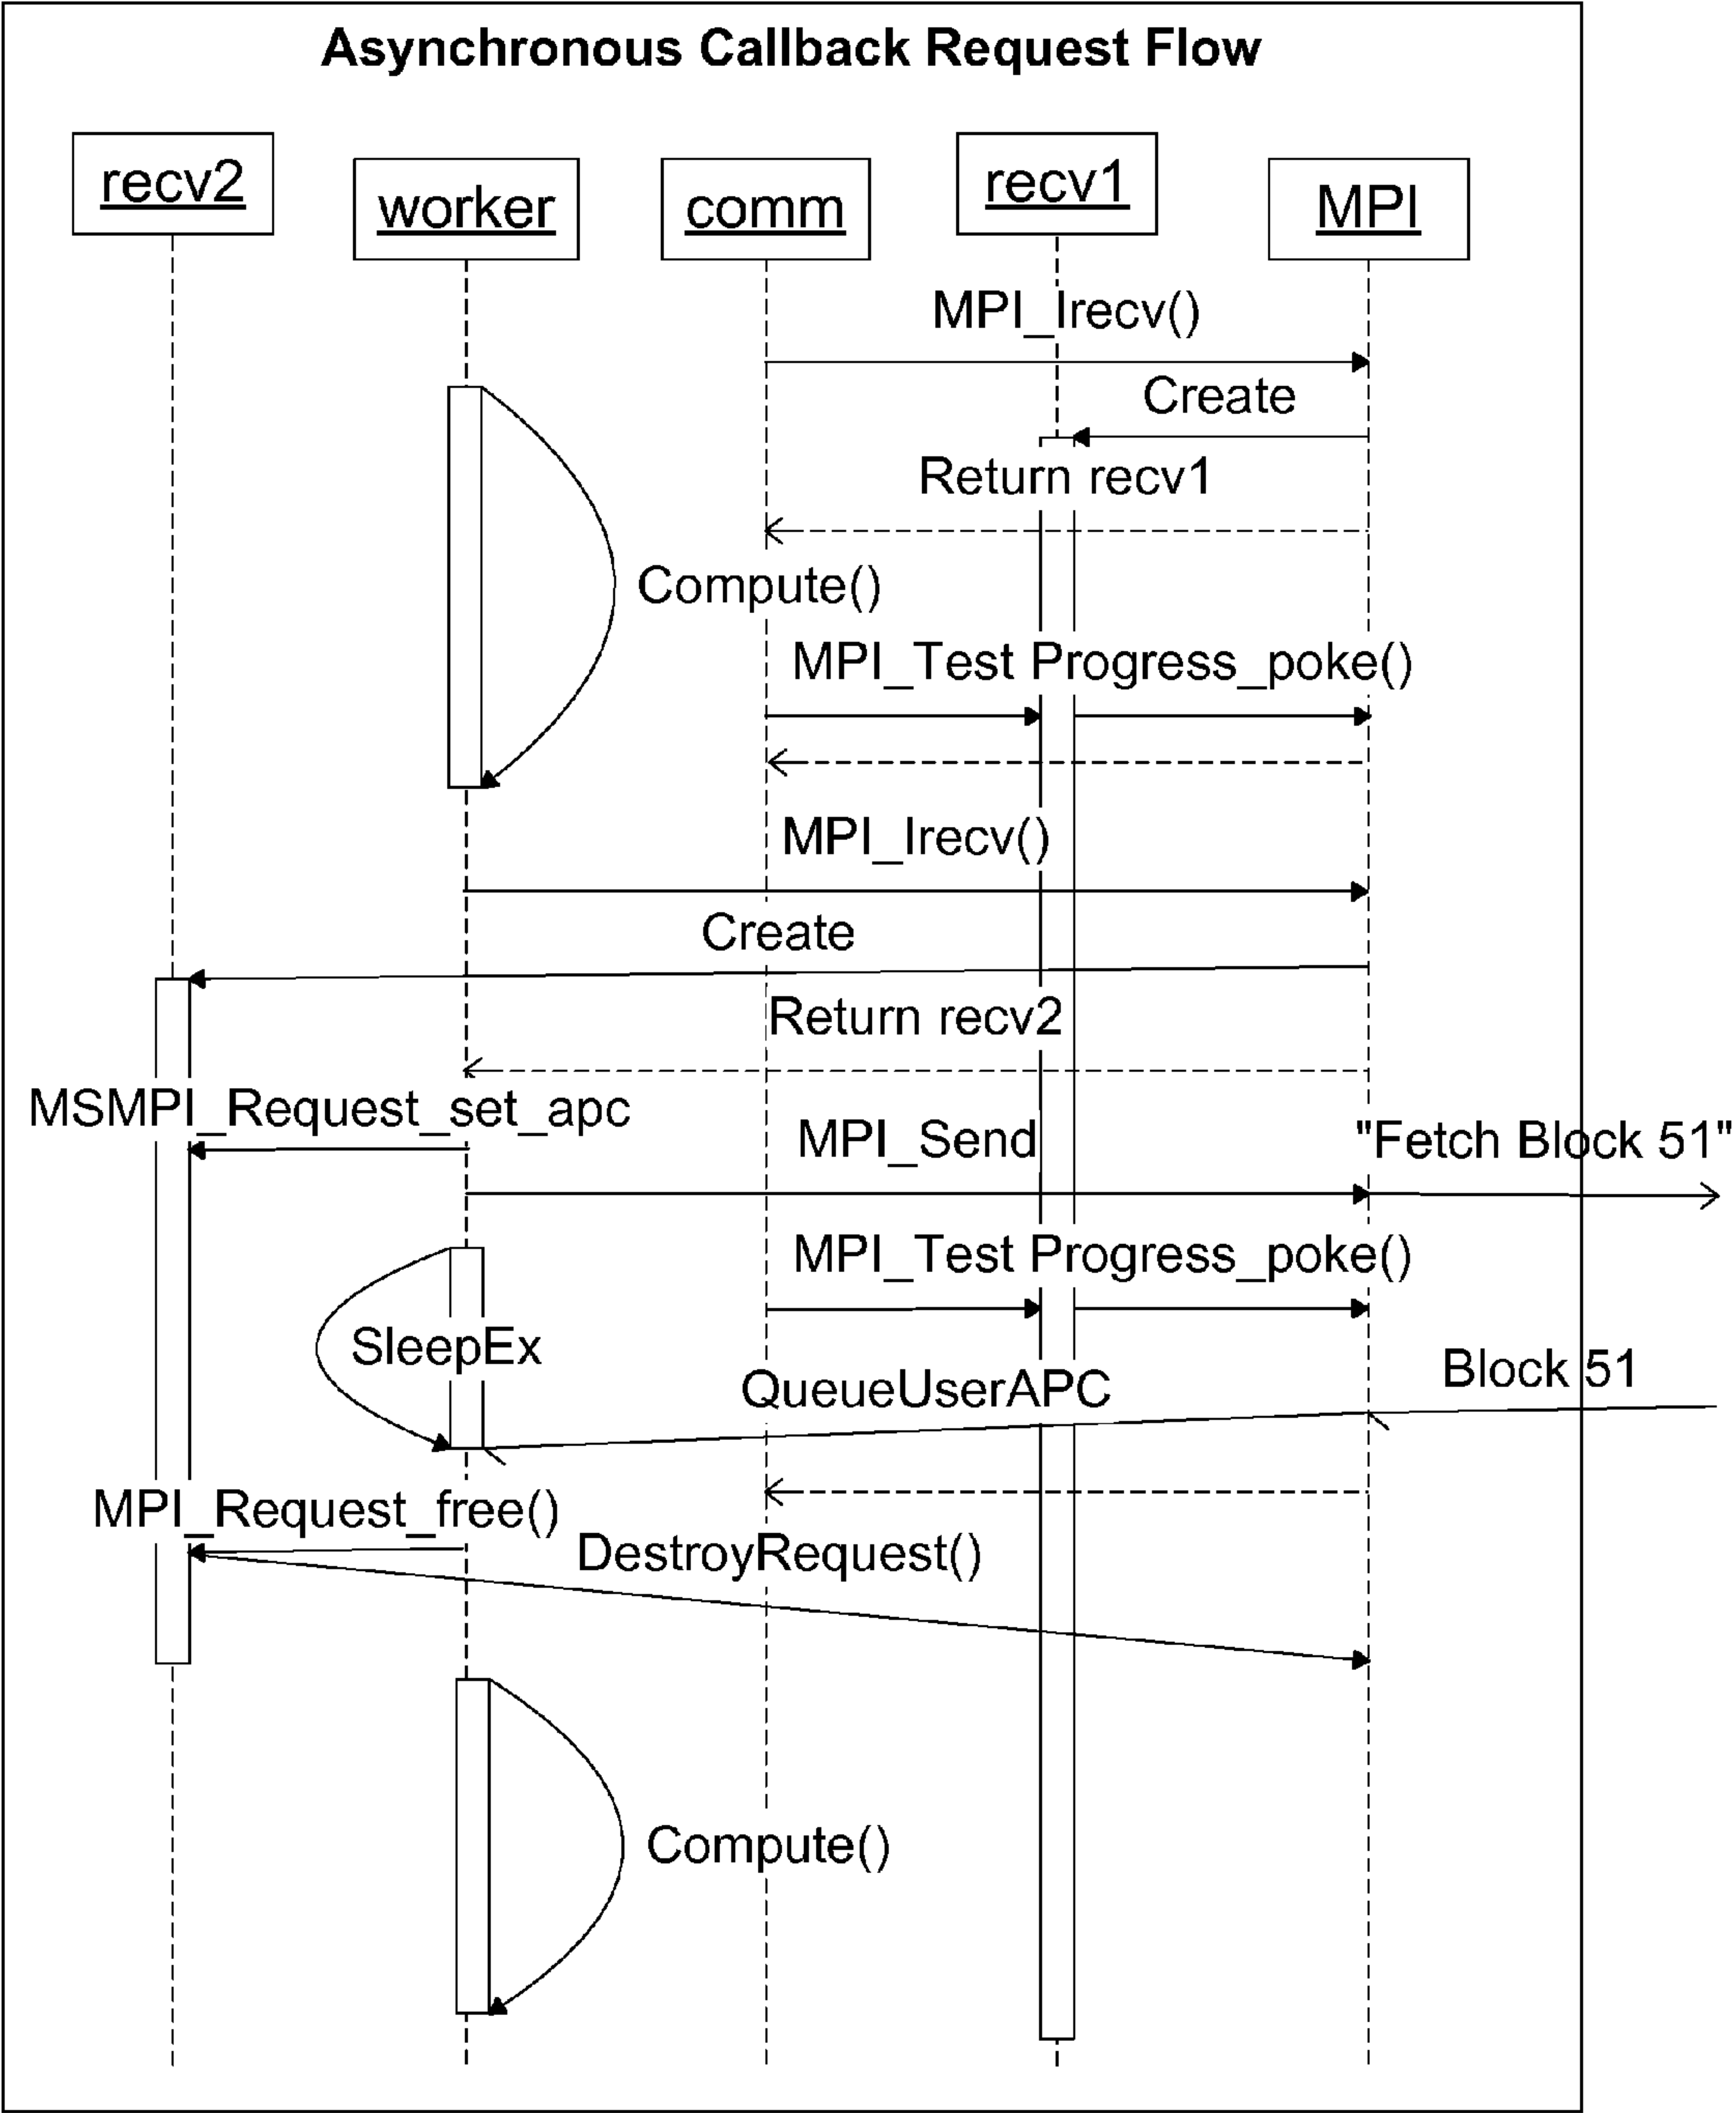 Asynchronous Callback Request Flow
recv2
worker
comm
recv1
MPI
MPI_Irecv()
Create
Return recv1
Compute()
MPI_Test Progress_poke()
MPI_Irecv()
Create
Return recv2
MSMPI_Request_set_apc
MPI_Send
"Fetch Block 51"
MPI_Test Progress_poke()
SleepEx
Block 51
QueueUserAPC
MPI_Request_free()
DestroyRequest()
Compute()